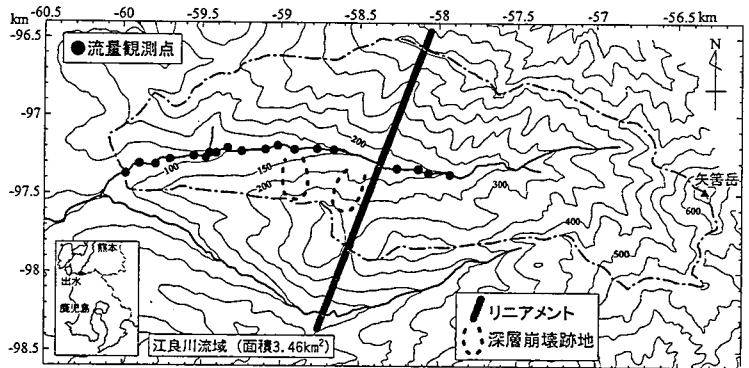 km -60.5 -60 -59.5 -59 -58.5 -58 -57.5 -57 -56.5 km
-96.5
-97
-97.5
-98
-98.5
●流量観測点
N
200
150
100
200
300
400
500
600
矢筈岳
熊本
出水
鹿児島
江良川流域 (面積3.46km²)
リニアメント
深層崩壊跡地